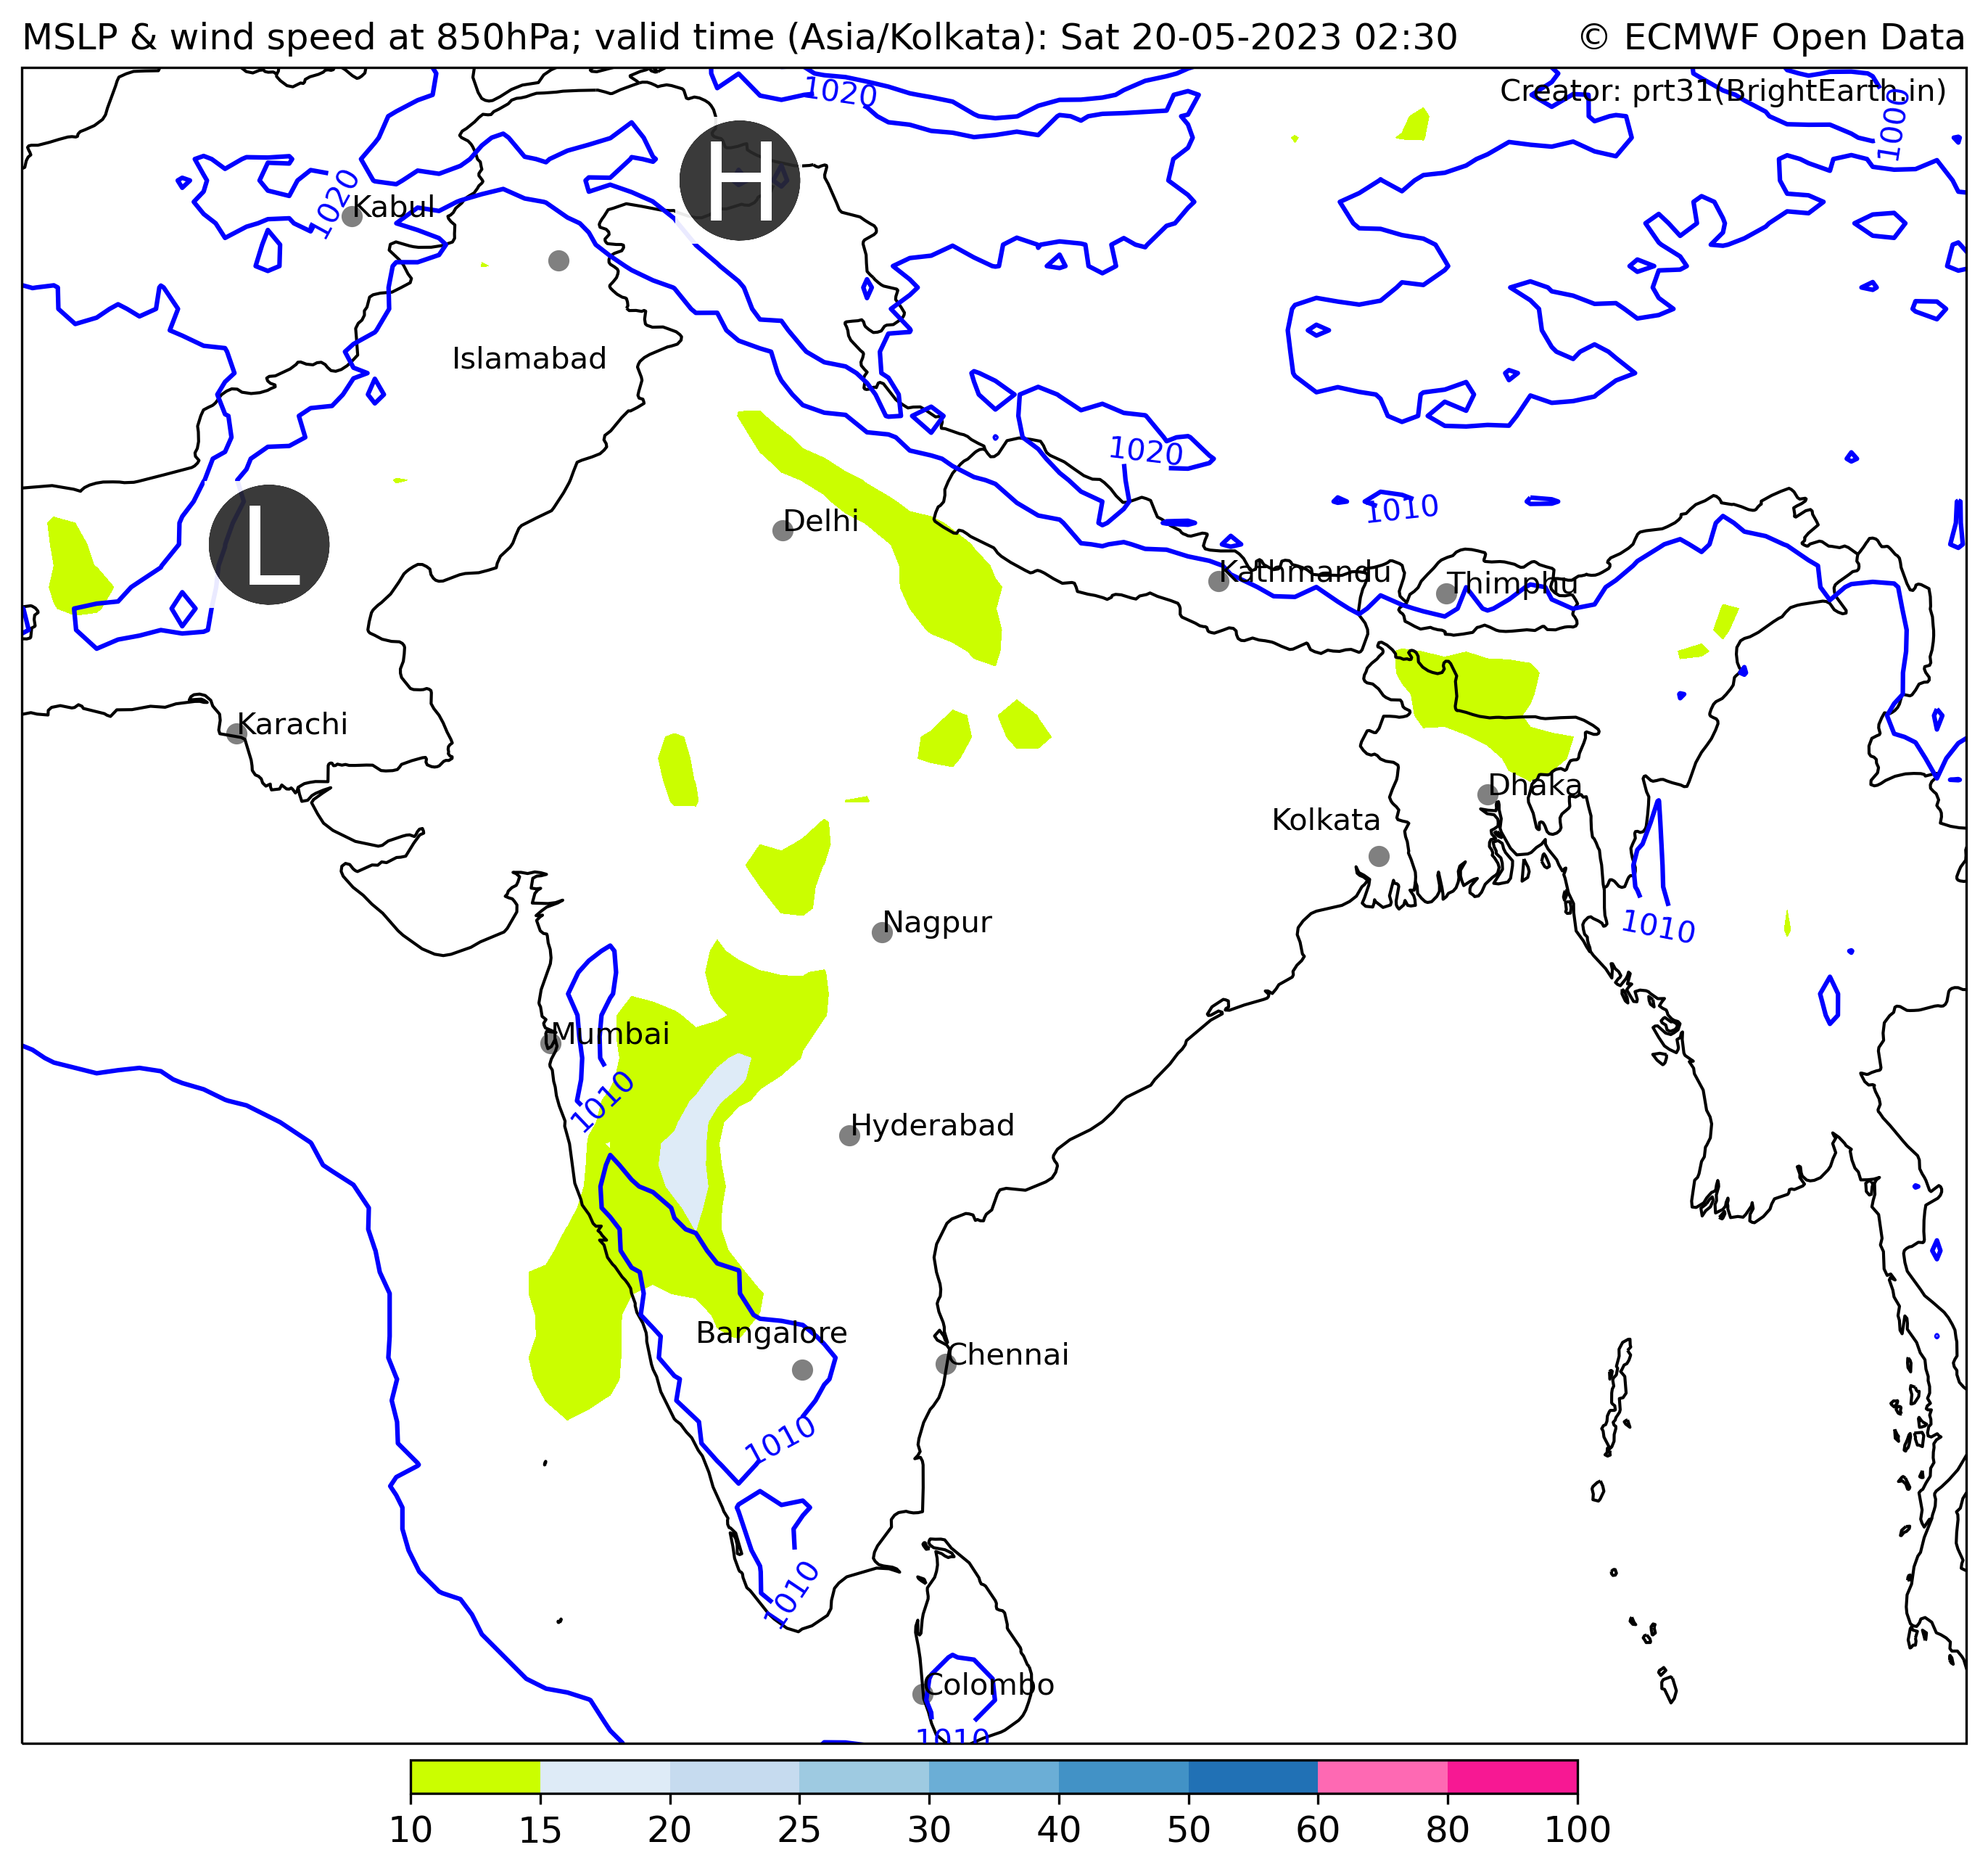 MSLP & wind speed at 850hPa; valid time (Asia/Kolkata): Sat 20-05-2023 02:30 © ECMWF Open Data
Creator: prt31(BrightEarth.in)
1020
1000
H
1020
Kabul
Islamabad
1020
1010
Delhi
L
Kathmandu
Thimphu
Karachi
Dhaka
Kolkata
Nagpur
1010
Mumbai
1010
Hyderabad
Bangalore
Chennai
1010
1010
Colombo
1010
10 15 20 25 30 40 50 60 80 100